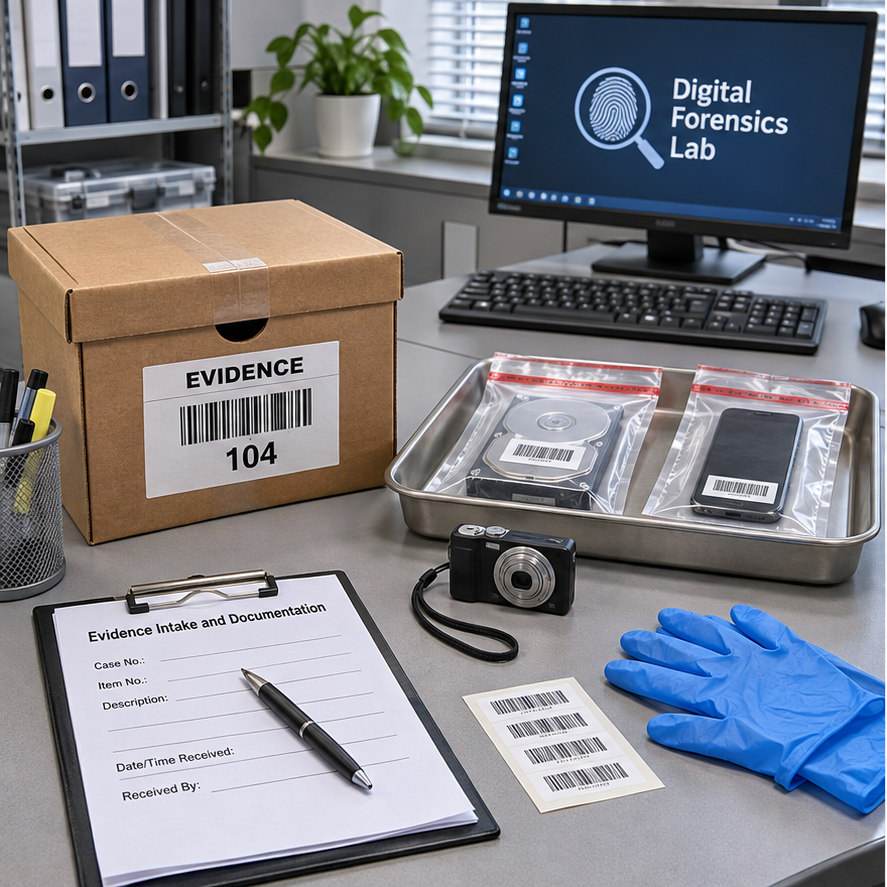 Digital
Forensics
Lab
EVIDENCE
104
Evidence Intake and Documentation
Case No.:
Item No.:
Description:
Date/Time Received:
Received By: